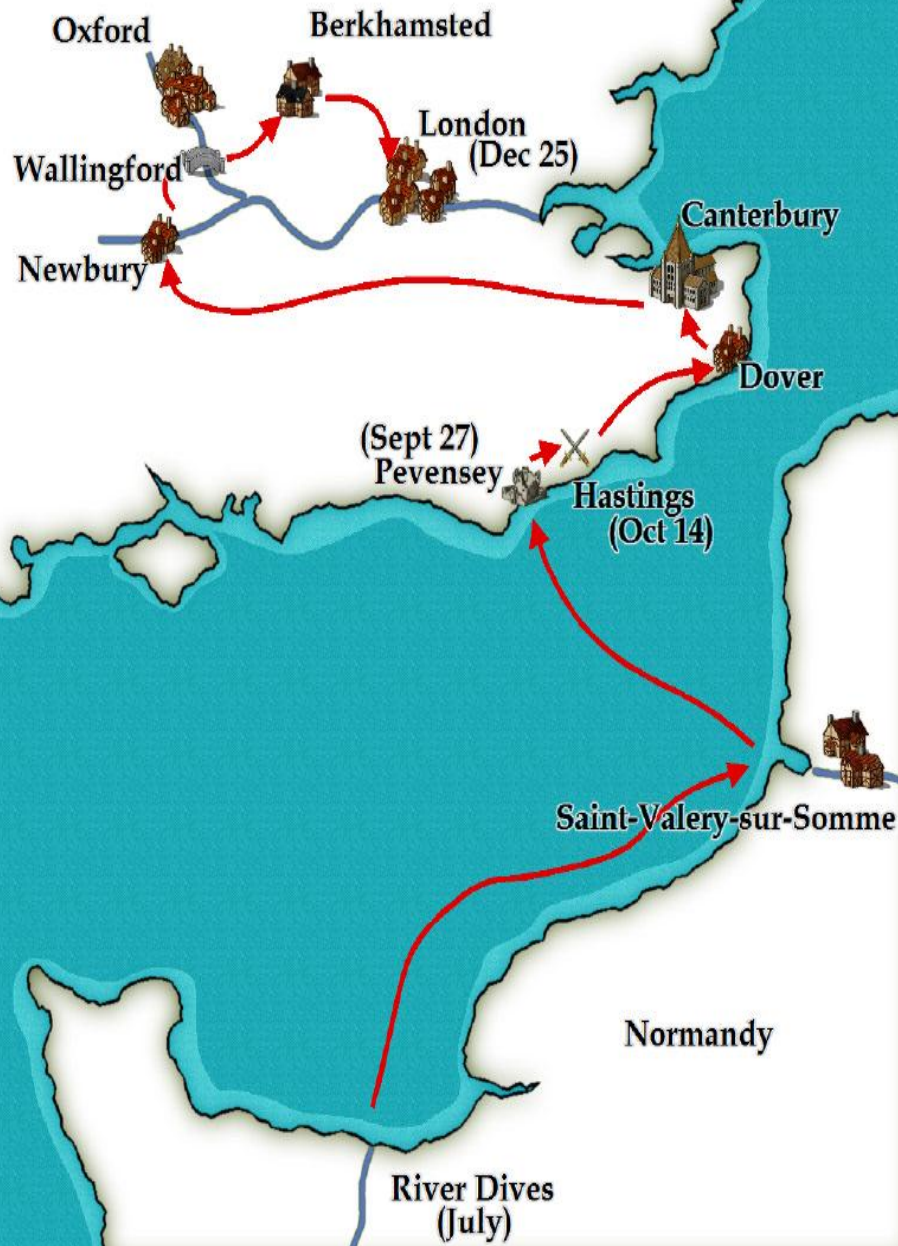 Oxford
Berkhamsted
London
(Dec 25)
Wallingford
Canterbury
Newbury
Dover
(Sept 27)
Pevensey
Hastings
(Oct 14)
Saint-Valery-sur-Somme
Normandy
River Dives
(July)